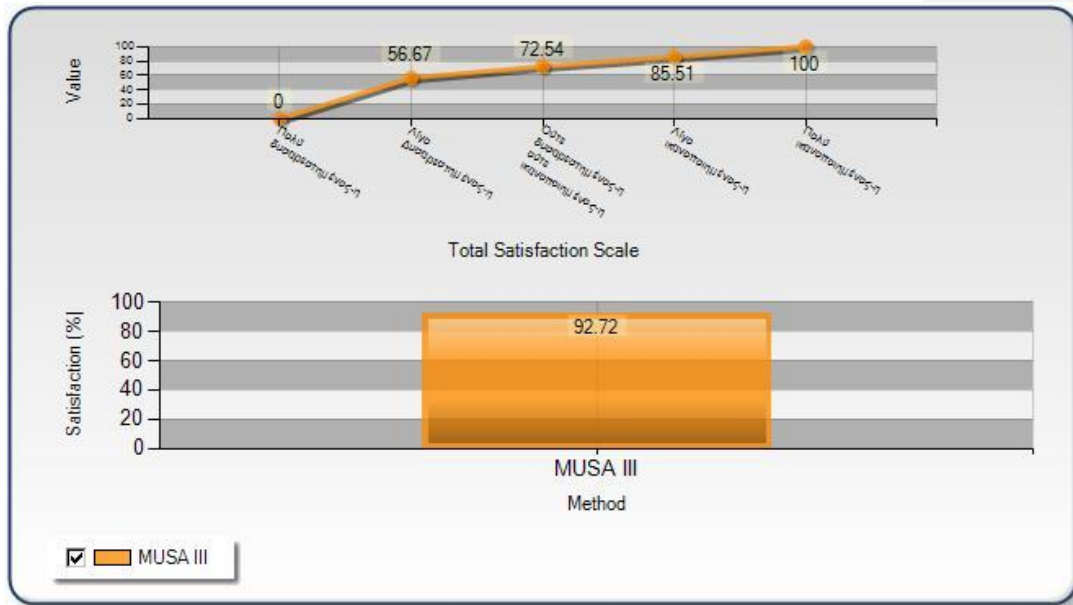 Value
100
80
60
40
20
0
0
56.67
72.54
85.51
100
Πολύ
δυσαρεστημένος-η
Λίγο
δυσαρεστημένος-η
Ούτε
δυσαρεστημένος-η
ούτε
ικανοποιημένος-η
Λίγο
ικανοποιημένος-η
Πολύ
ικανοποιημένος-η
Total Satisfaction Scale
Satisfaction (%)
100
80
60
40
20
0
92.72
MUSA III
Method
MUSA III